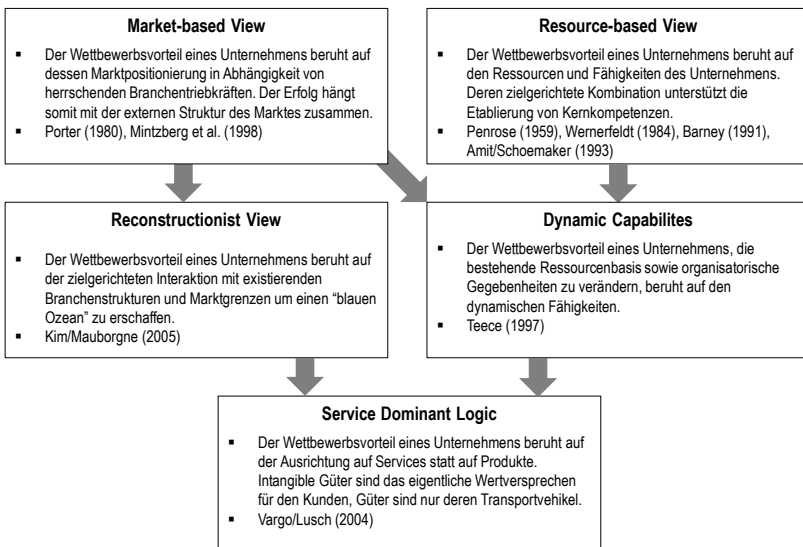 Market-based View
▪ Der Wettbewerbsvorteil eines Unternehmens beruht auf
dessen Marktpositionierung in Abhängigkeit von
herrschenden Branchentriebkräften. Der Erfolg hängt
somit mit der externen Struktur des Marktes zusammen.
▪ Porter (1980), Mintzberg et al. (1998)
Resource-based View
▪ Der Wettbewerbsvorteil eines Unternehmens beruht auf
den Ressourcen und Fähigkeiten des Unternehmens.
Deren zielgerichtete Kombination unterstützt die
Etablierung von Kernkompetenzen.
▪ Penrose (1959), Wernerfeldt (1984), Barney (1991),
Amit/Schoemaker (1993)
Reconstructionist View
▪ Der Wettbewerbsvorteil eines Unternehmens beruht auf
der zielgerichteten Interaktion mit existierenden
Branchenstrukturen und Marktgrenzen um einen “blauen
Ozean” zu erschaffen.
▪ Kim/Mauborgne (2005)
Dynamic Capabilites
▪ Der Wettbewerbsvorteil eines Unternehmens, die
bestehende Ressourcenbasis sowie organisatorische
Gegebenheiten zu verändern, beruht auf den
dynamischen Fähigkeiten.
▪ Teece (1997)
Service Dominant Logic
▪ Der Wettbewerbsvorteil eines Unternehmens beruht auf
der Ausrichtung auf Services statt auf Produkte.
Intangible Güter sind das eigentliche Wertversprechen
für den Kunden, Güter sind nur deren Transportvehikel.
▪ Vargo/Lusch (2004)